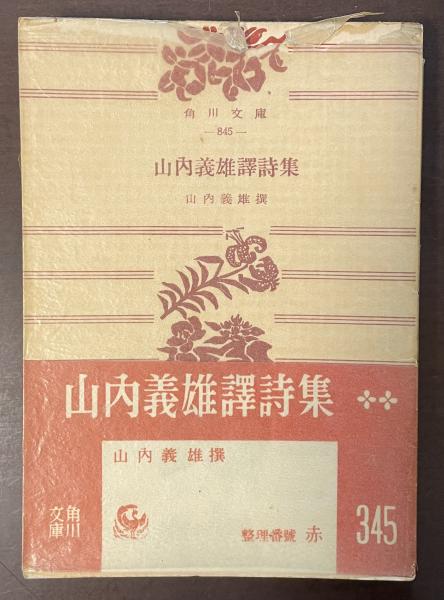 角川文庫
—845—
山内義雄譯詩集
山内義雄撰
山内義雄譯詩集
山内義雄撰
角川文庫
整理番號 赤 345